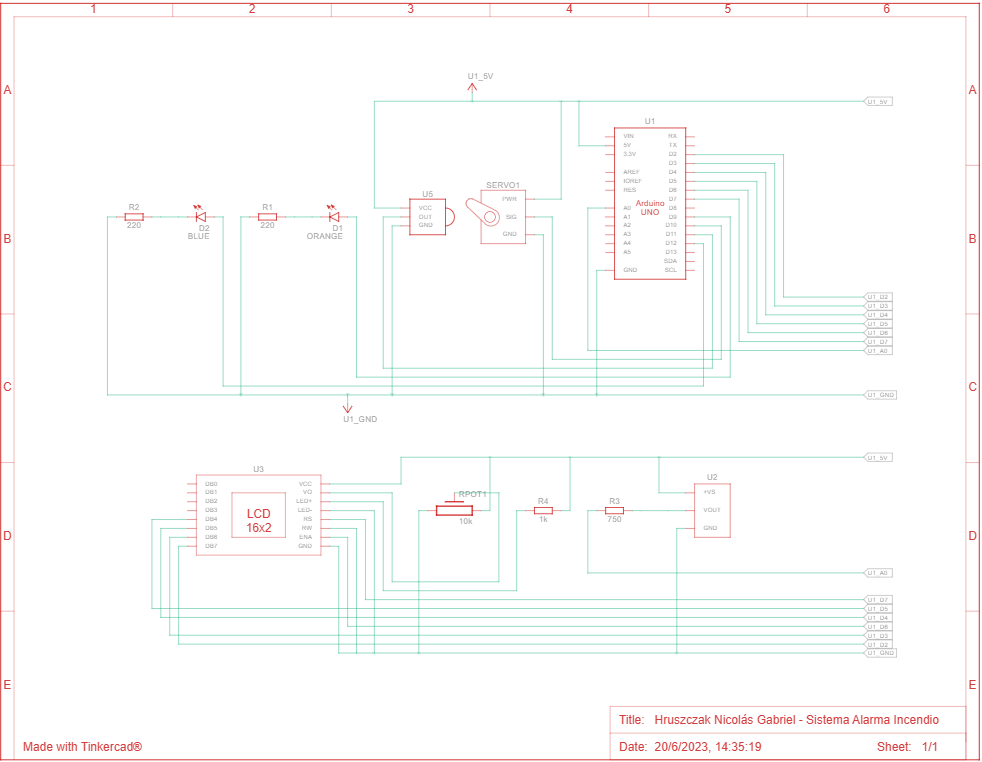 1 2 3 4 5 6
A A
U1_5V
U1_5V
U1
VIN RX
5V TX
3.3V D2
D3
AREF D4
IOREF D5
RES D6
D7
Arduino
UNO
A0 D8
A1 D9
A2 D10
A3 D11
A4 D12
A5 D13
SDA
GND SCL
B B
R2
220
D2
BLUE
R1
220
D1
ORANGE
U5
VCC
OUT
GND
SERVO1
PWR
SIG
GND
U1_D2
U1_D3
U1_D4
U1_D5
U1_D6
U1_D7
U1_A0
C C
U1_GND
U1_GND
U1_5V
U3
DB0 VCC
DB1 VO
DB2 LED+
DB3 LED-
DB4 RS
DB5 RW
DB6 ENA
DB7 GND
LCD
16x2
RPOT1
10k
R4
1k
R3
750
U2
+VS
VOUT
GND
D D
U1_A0
U1_D7
U1_D5
U1_D4
U1_D6
U1_D3
U1_D2
U1_GND
E E
Title: Hruszczak Nicolás Gabriel - Sistema Alarma Incendio
Made with Tinkercad®
Date: 20/6/2023, 14:35:19 Sheet: 1/1